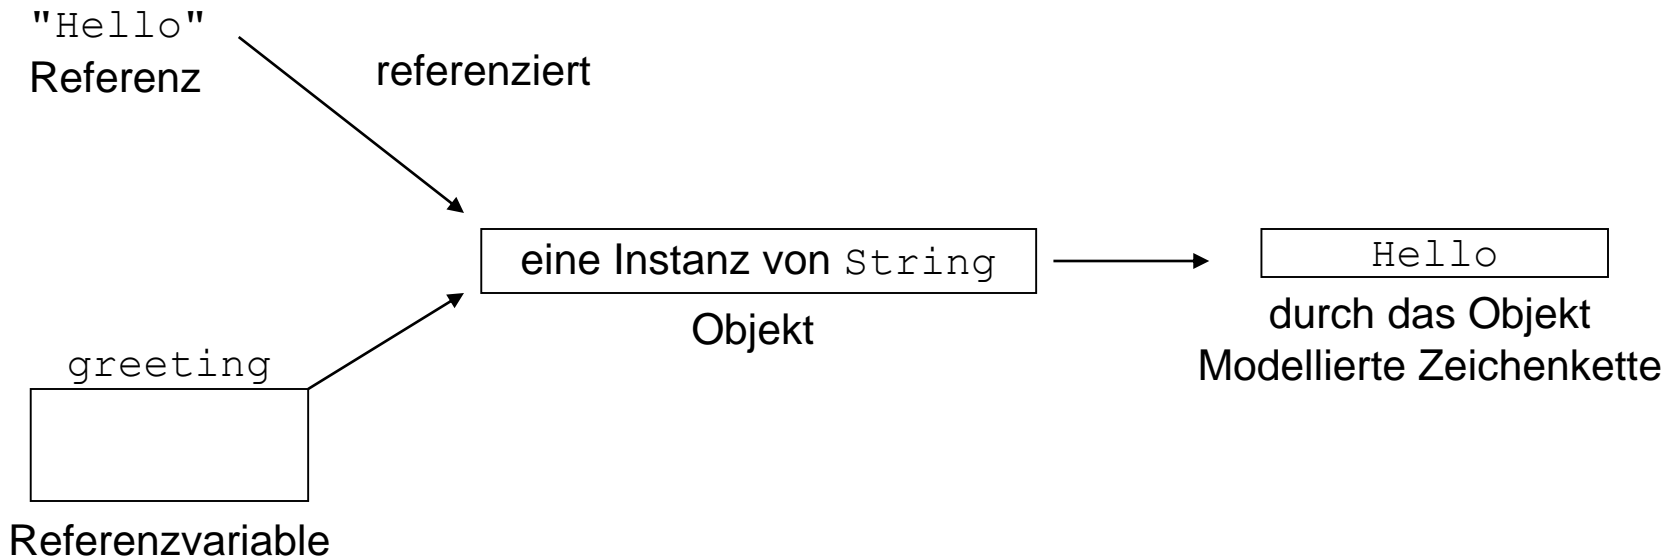 "Hello"
Referenz
referenziert
eine Instanz von String
Objekt
Hello
durch das Objekt
Modellierte Zeichenkette
greeting
Referenzvariable